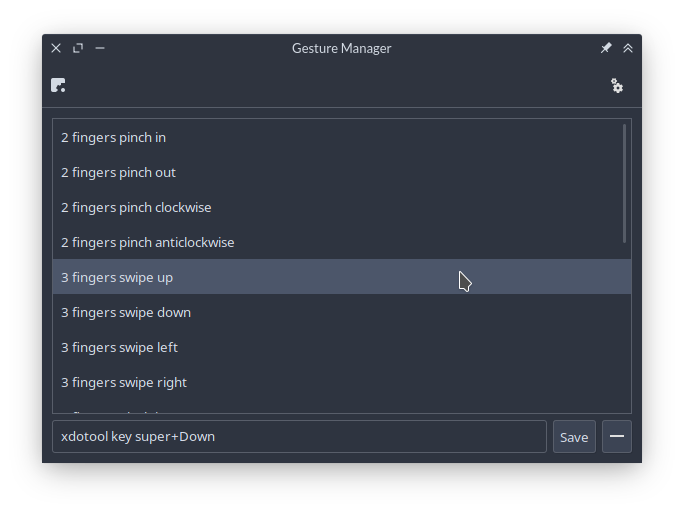 Gesture Manager
2 fingers pinch in
2 fingers pinch out
2 fingers pinch clockwise
2 fingers pinch anticlockwise
3 fingers swipe up
3 fingers swipe down
3 fingers swipe left
3 fingers swipe right
xdotool key super+Down
Save